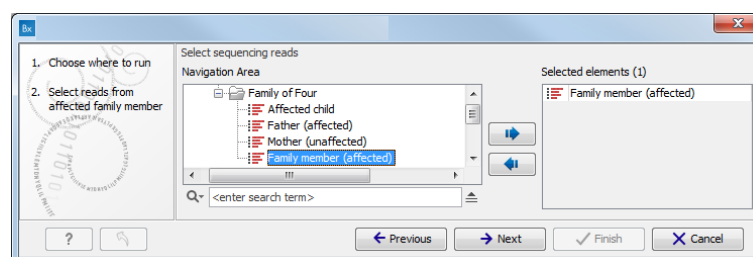 Bx
1. Choose where to run
2. Select reads from
affected family member
Select sequencing reads
Navigation Area
Family of Four
Affected child
Father (affected)
Mother (unaffected)
Family member (affected)
<enter search term>
Selected elements (1)
Family member (affected)
?
Previous
Next
Finish
Cancel